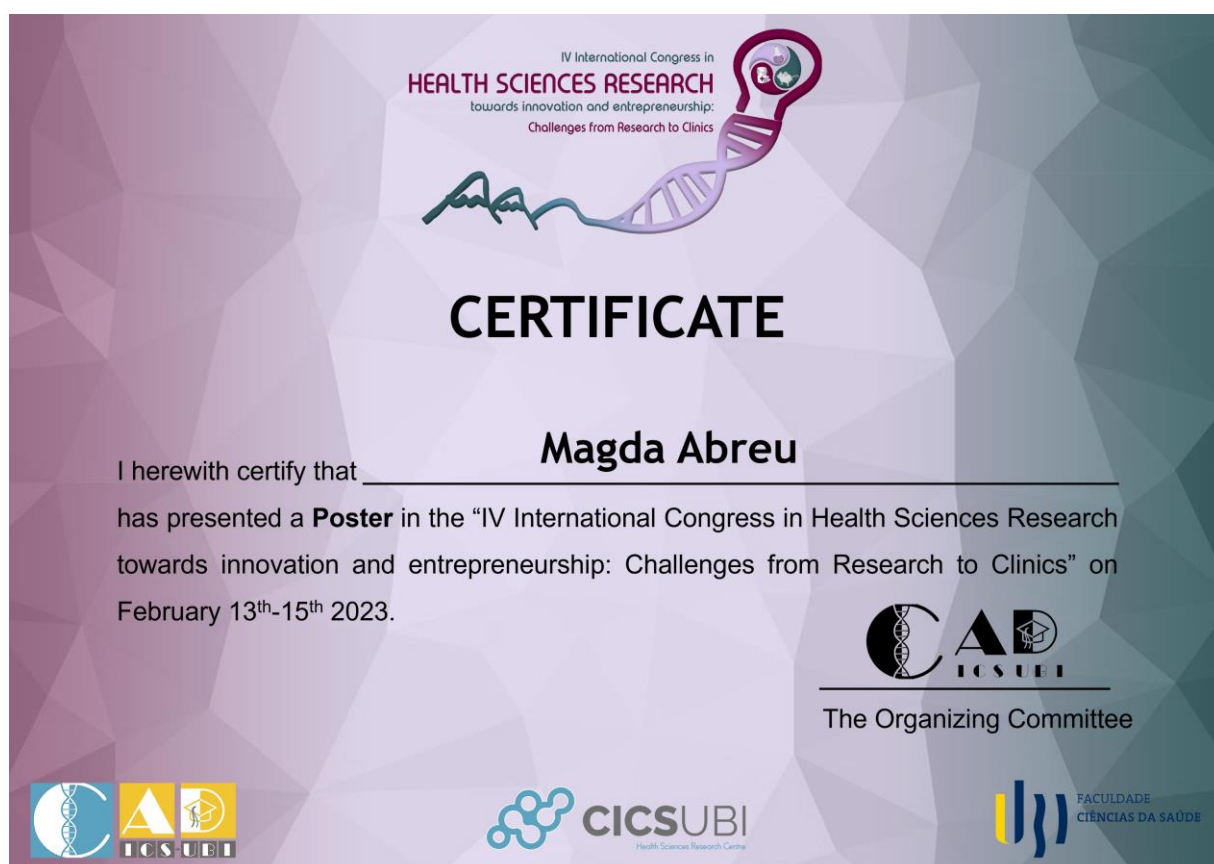 IV International Congress in
HEALTH SCIENCES RESEARCH
towards innovation and entrepreneurship:
Challenges from Research to Clinics
CERTIFICATE
Magda Abreu
I herewith certify that
has presented a Poster in the “IV International Congress in Health Sciences Research
towards innovation and entrepreneurship: Challenges from Research to Clinics” on
February 13th-15th 2023.
CAD
ICSUBI
The Organizing Committee
CAD
ICS-UBI
CICSUBI
Health Sciences Research Centre
FACULDADE
CIÊNCIAS DA SAÚDE